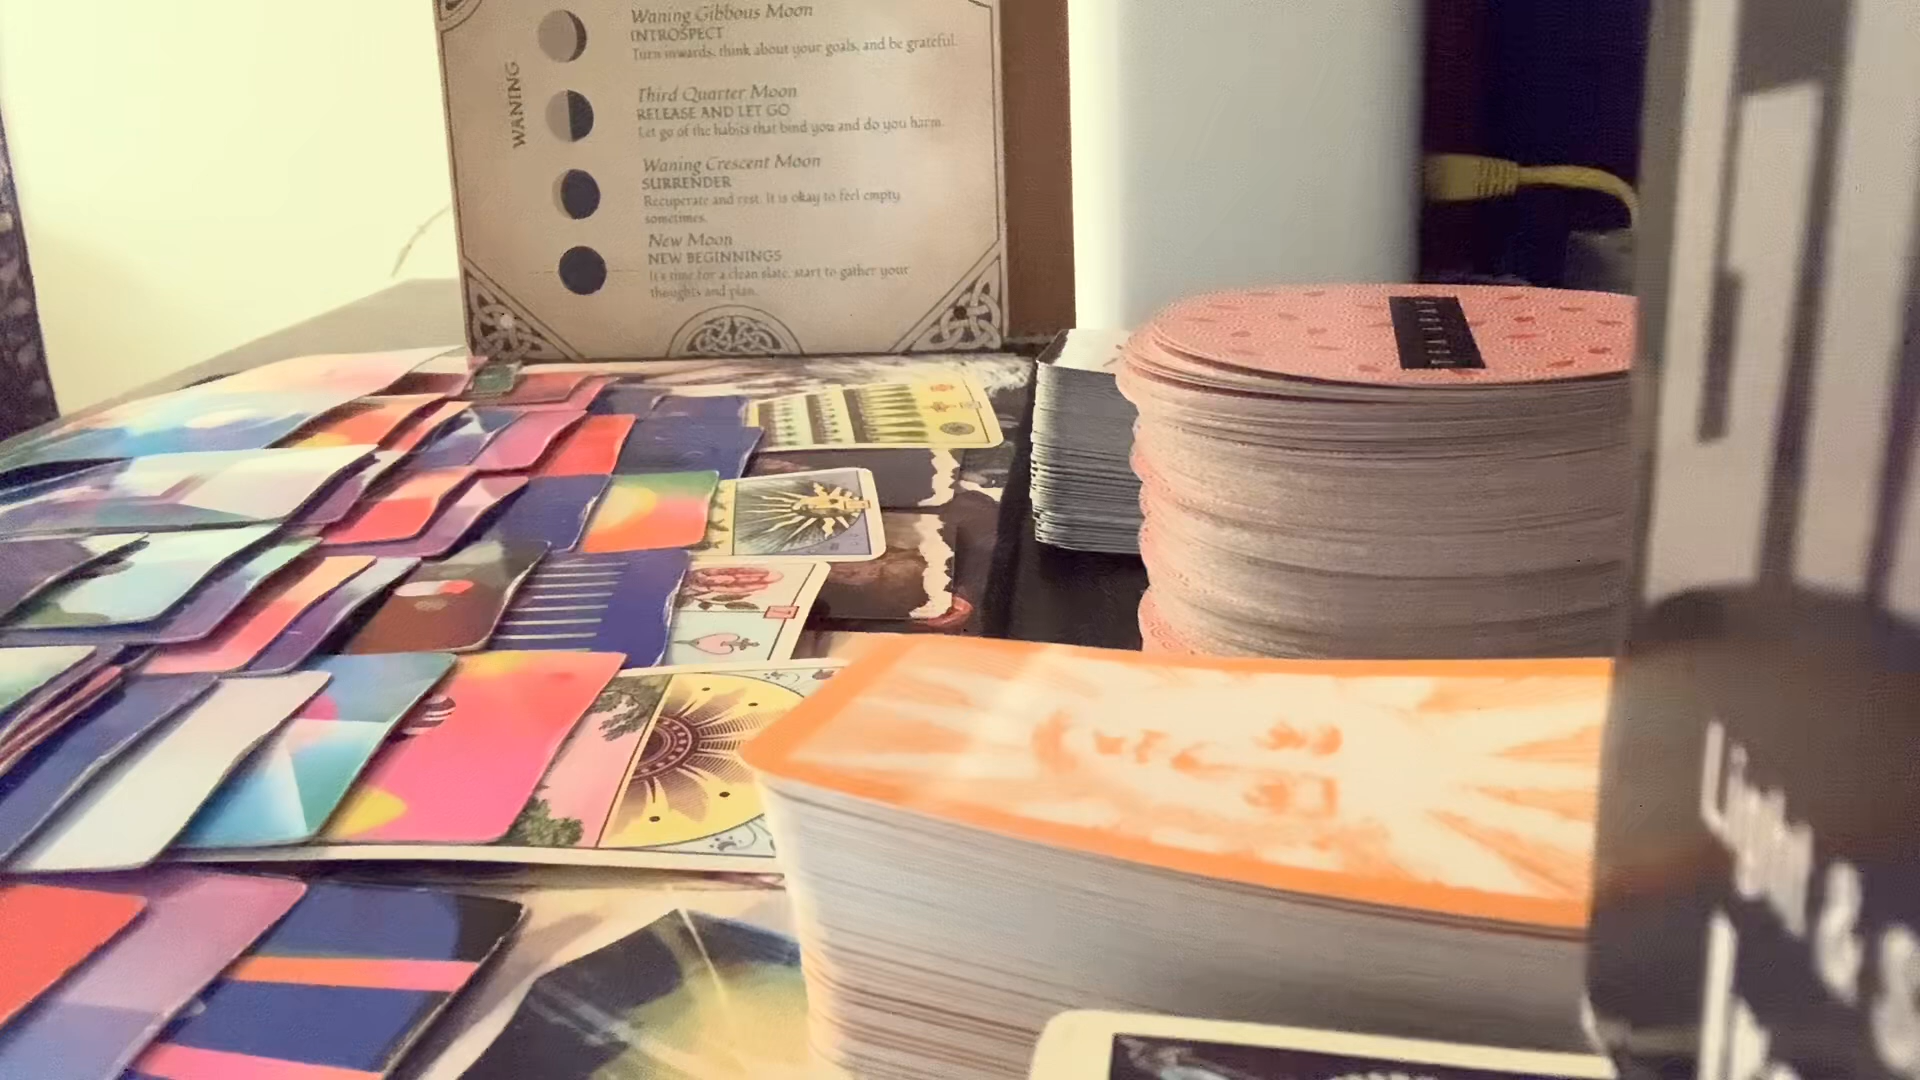 Waning Gibbous Moon
INTROSPECT
Turn inwards, think about your goals, and be grateful.
WANING
Third Quarter Moon
RELEASE AND LET GO
Let go of the habits that bind you and do you harm.
Waning Crescent Moon
SURRENDER
Recuperate and rest. It is okay to feel empty
sometimes.
New Moon
NEW BEGINNINGS
It's time for a clean slate, start to gather your
thoughts and plan.